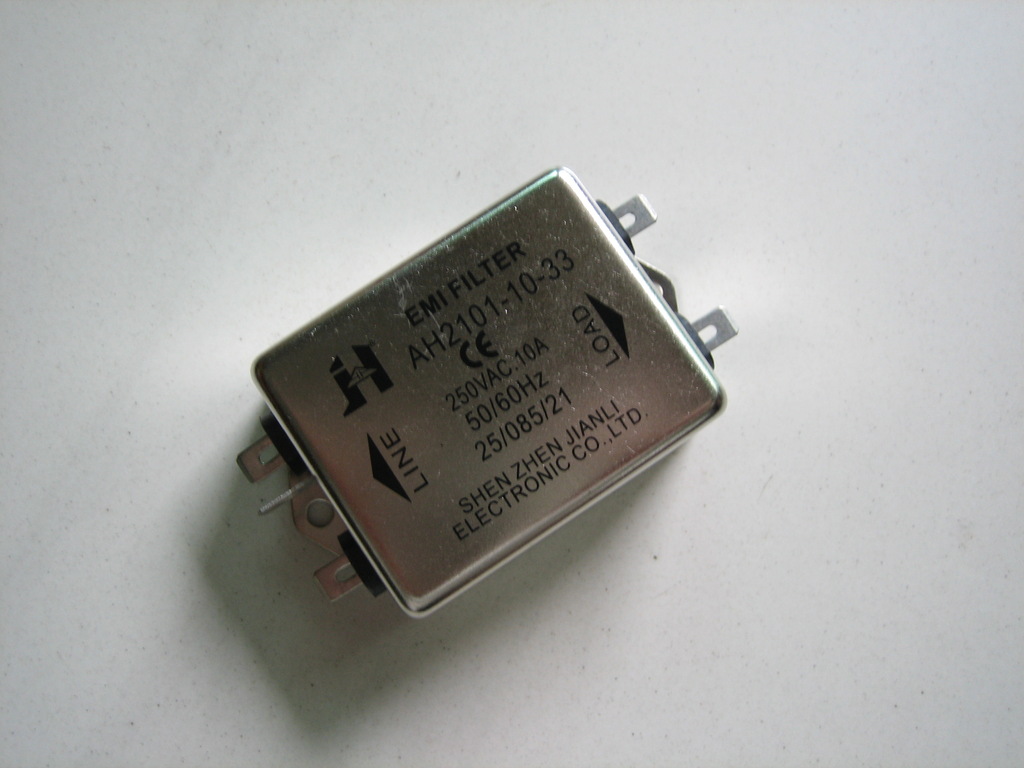 EMI FILTER
AH2101-10-33
CE
250VAC.10A
50/60Hz
25/085/21
SHEN ZHEN JIANLI
ELECTRONIC CO.,LTD.
LINE
LOAD